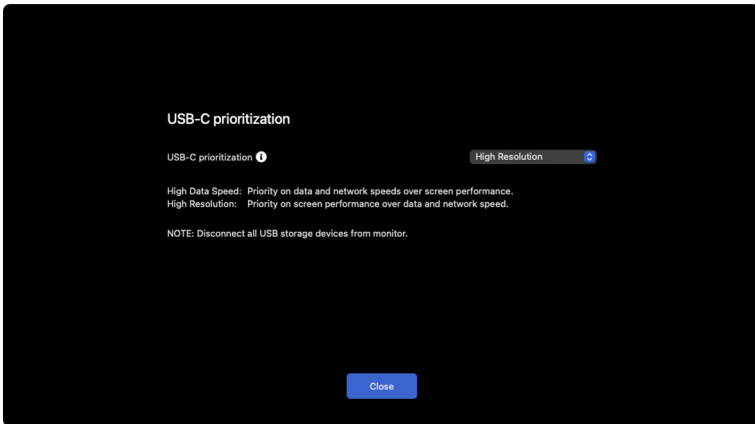 USB-C prioritization
USB-C prioritization i High Resolution
High Data Speed: Priority on data and network speeds over screen performance.
High Resolution: Priority on screen performance over data and network speed.
NOTE: Disconnect all USB storage devices from monitor.
Close